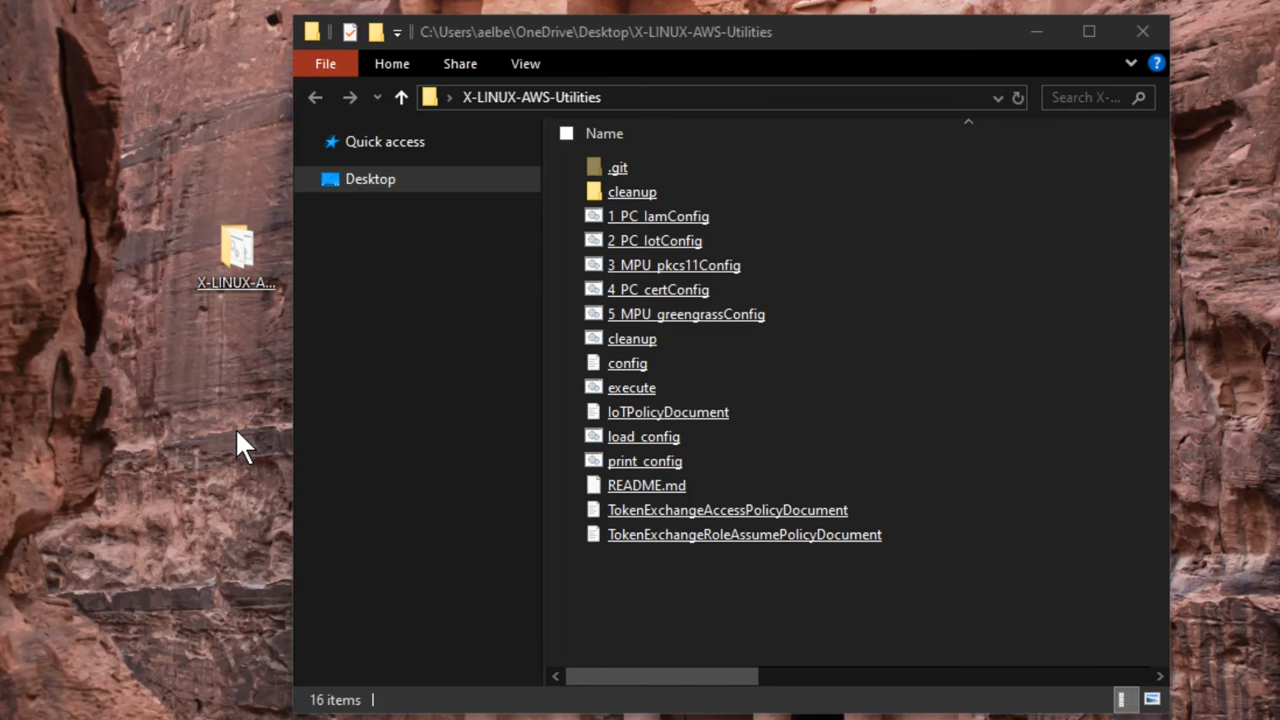 C:\Users\aelbe\OneDrive\Desktop\X-LINUX-AWS-Utilities
File Home Share View
?
X-LINUX-AWS-Utilities
Search X-...
Quick access
Desktop
Name
.git
cleanup
1_PC_IamConfig
2_PC_IotConfig
3_MPU_pkcs11Config
4_PC_certConfig
5_MPU_greengrassConfig
cleanup
config
execute
IoTPolicyDocument
load_config
print_config
README.md
TokenExchangeAccessPolicyDocument
TokenExchangeRoleAssumePolicyDocument
16 items
X-LINUX-A...